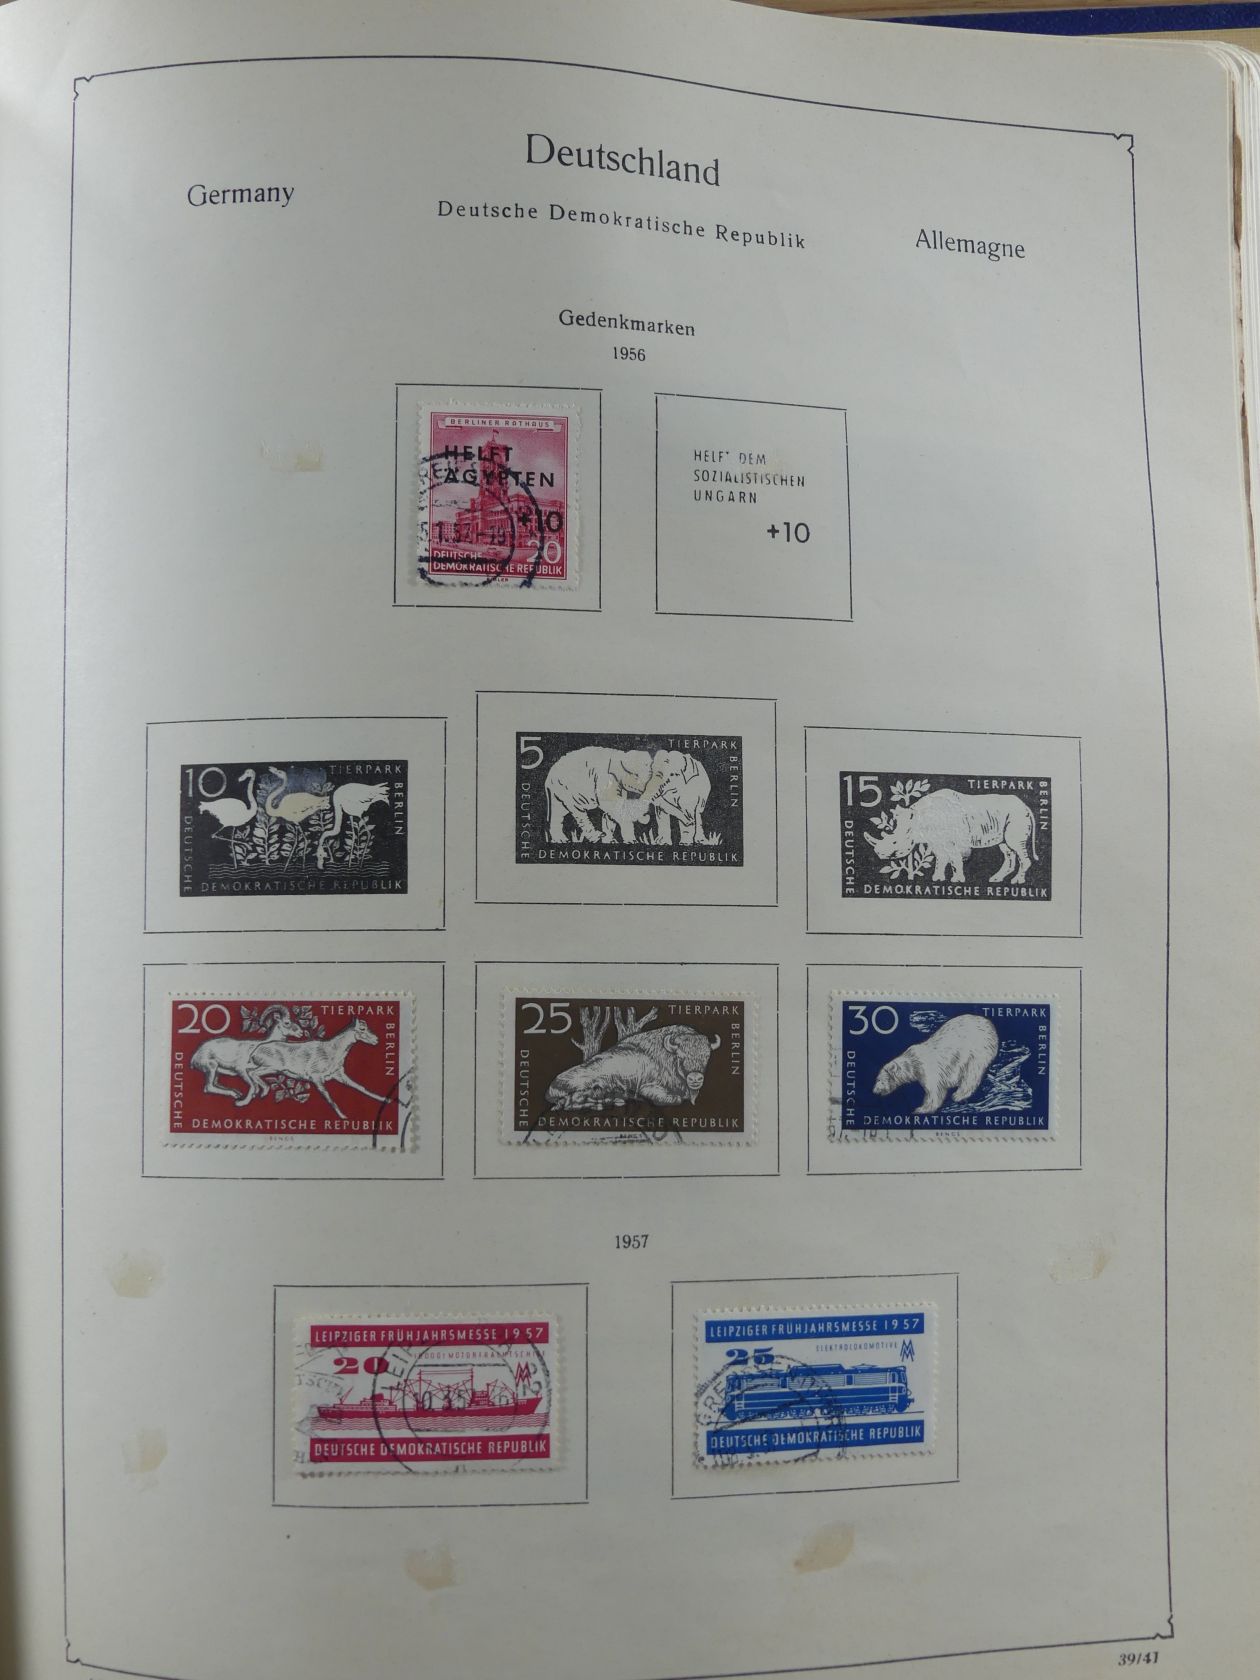 Deutschland
Germany
Deutsche Demokratische Republik
Allemagne
Gedenkmarken
1956
BERLINER RATHAUS
HELFT
ÄGYPTEN
+10
20
DEUTSCHE
DEMOKRATISCHE REPUBLIK
HELFT DEM
SOZIALISTISCHEN
UNGARN
+10
10 TIERPARK
BERLIN
DEUTSCHE
DEMOKRATISCHE REPUBLIK
5 TIERPARK
BERLIN
DEUTSCHE
DEMOKRATISCHE REPUBLIK
15 TIERPARK
BERLIN
DEUTSCHE
DEMOKRATISCHE REPUBLIK
20 TIERPARK
BERLIN
DEUTSCHE
DEMOKRATISCHE REPUBLIK
25 TIERPARK
BERLIN
DEUTSCHE
DEMOKRATISCHE REPUBLIK
30 TIERPARK
BERLIN
DEUTSCHE
DEMOKRATISCHE REPUBLIK
1957
LEIPZIGER FRÜHJAHRSMESSE 1957
20
DEUTSCHE DEMOKRATISCHE REPUBLIK
LEIPZIGER FRÜHJAHRSMESSE 1957
ELEKTROLOKOMOTIVE
25
DEUTSCHE DEMOKRATISCHE REPUBLIK
39/41